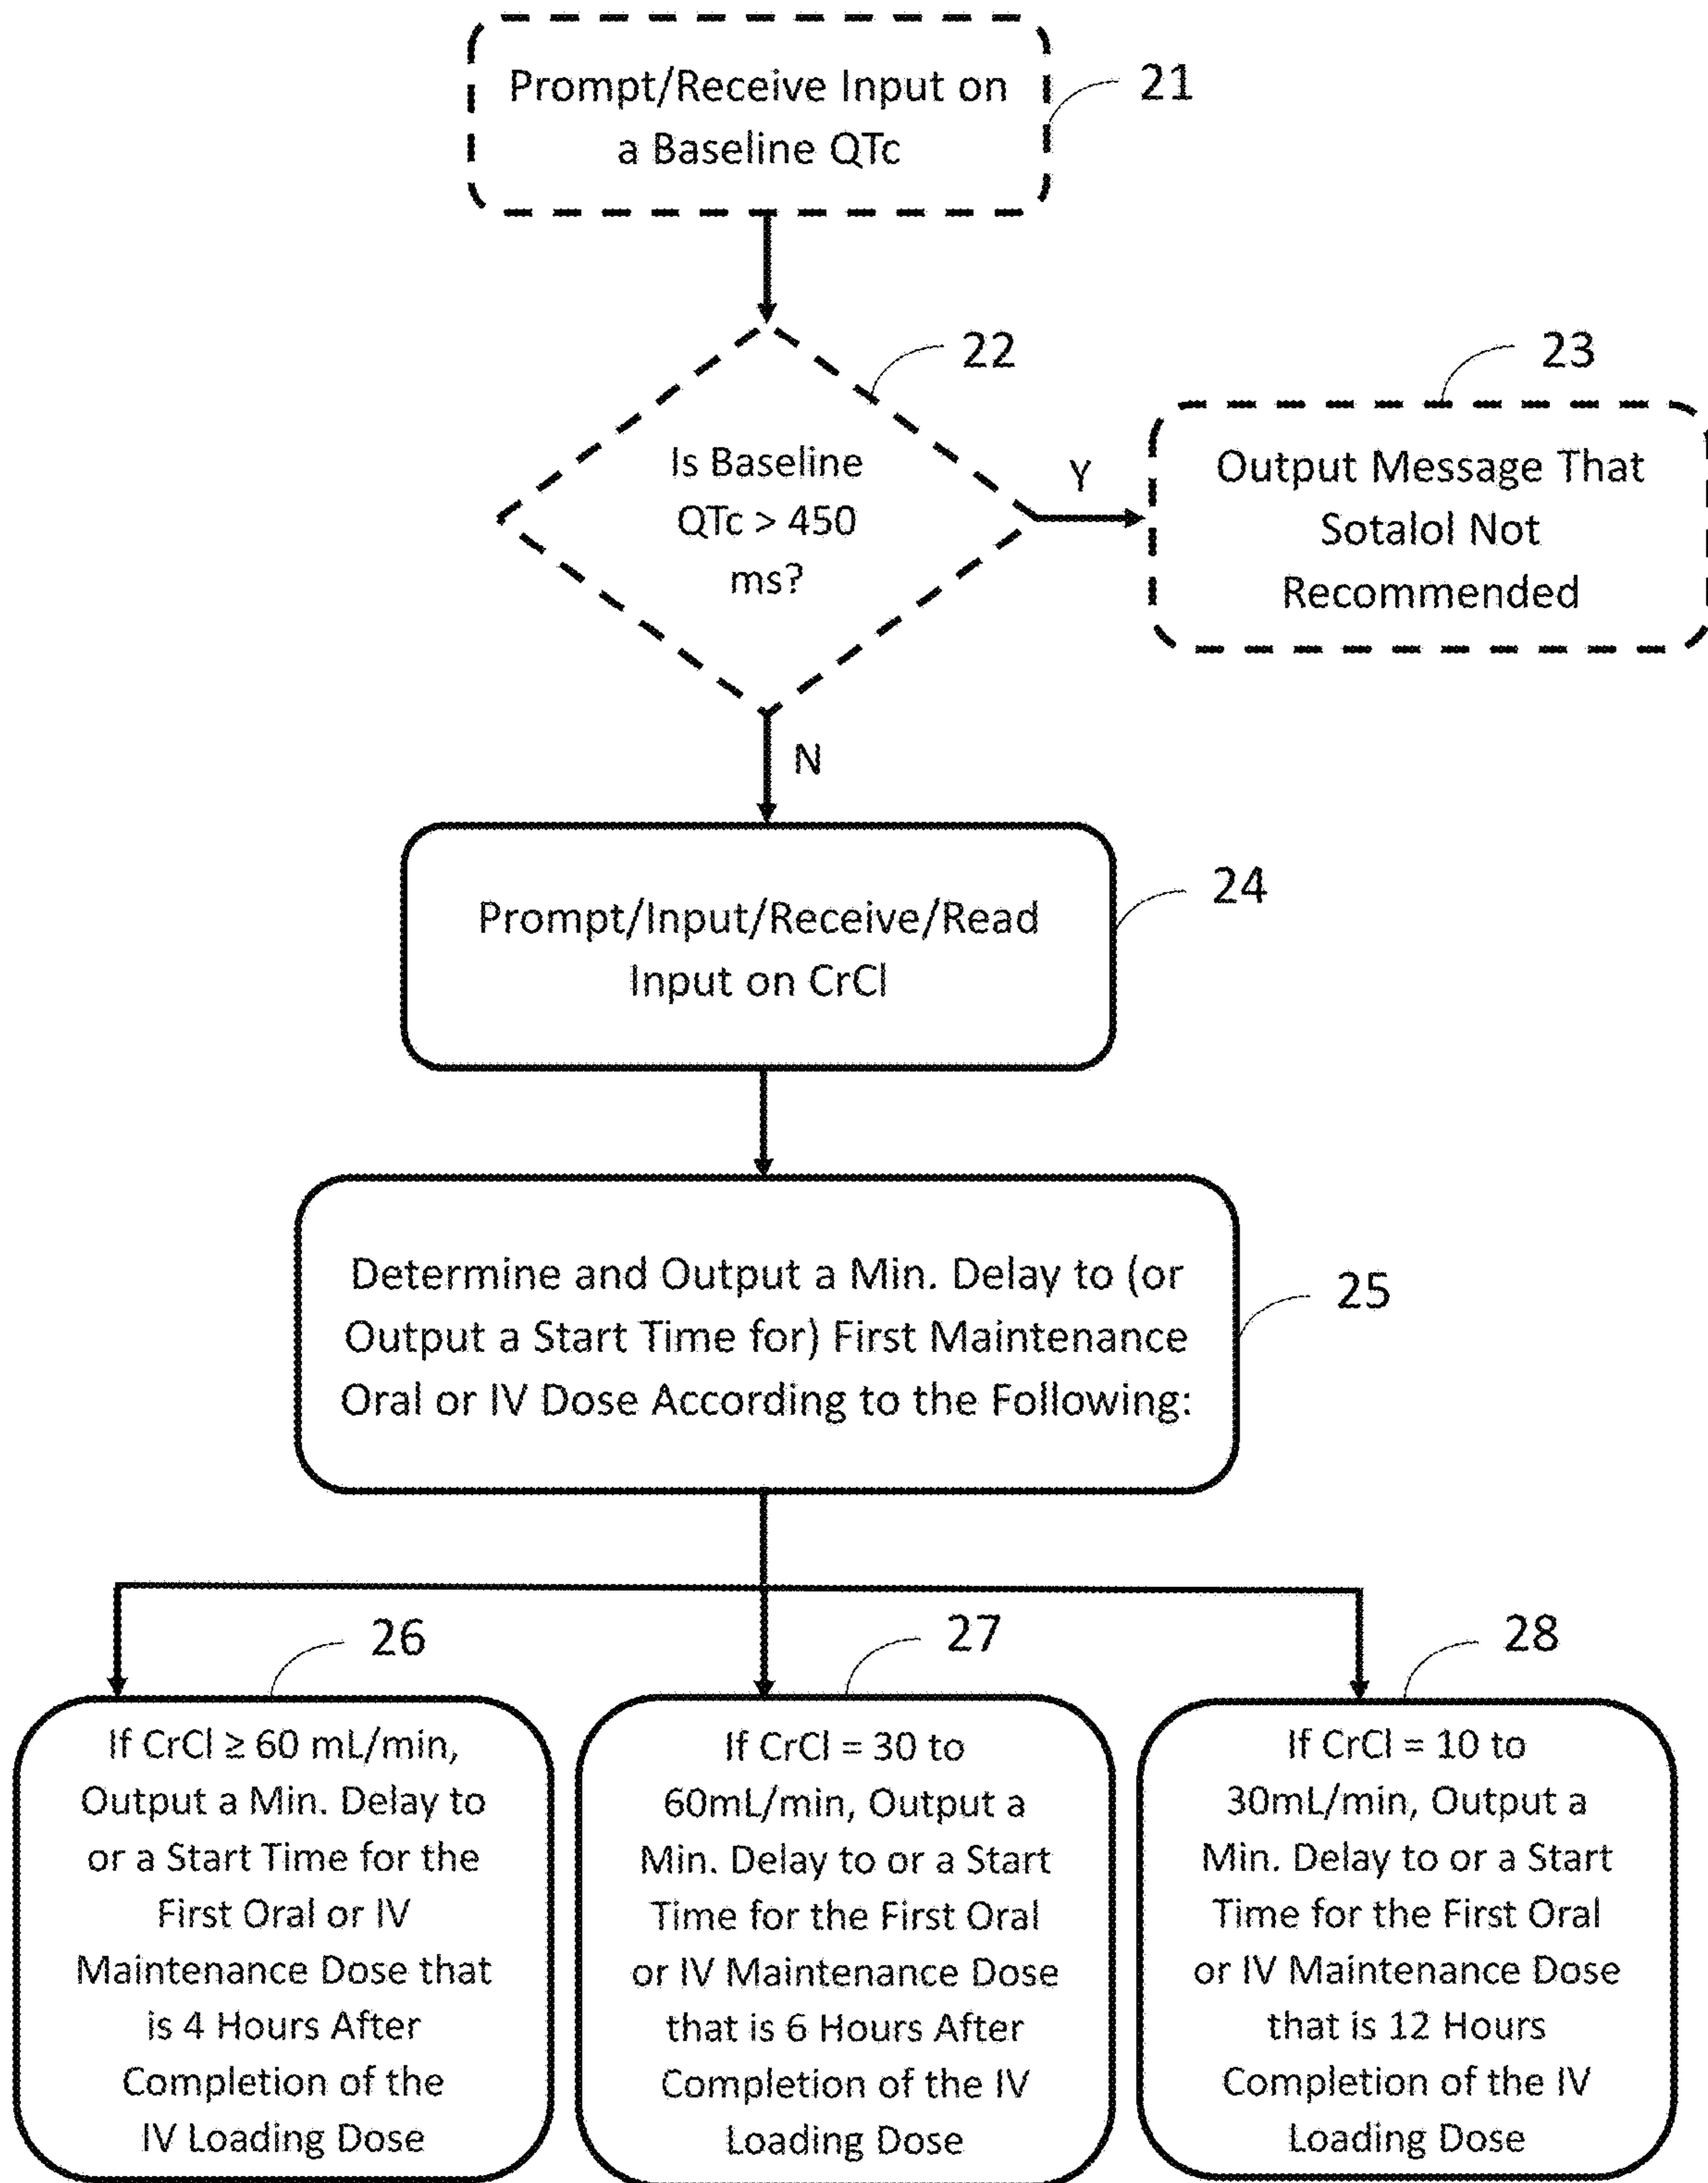 Prompt/Receive Input on
a Baseline QTc
21
22
Is Baseline
QTc > 450
ms?
Y
23
Output Message That
Sotalol Not
Recommended
N
24
Prompt/Input/Receive/Read
Input on CrCl
25
Determine and Output a Min. Delay to (or
Output a Start Time for) First Maintenance
Oral or IV Dose According to the Following:
26
If CrCl ≥ 60 mL/min,
Output a Min. Delay to
or a Start Time for the
First Oral or IV
Maintenance Dose that
is 4 Hours After
Completion of the
IV Loading Dose
27
If CrCl = 30 to
60mL/min, Output a
Min. Delay to or a Start
Time for the First Oral
or IV Maintenance Dose
that is 6 Hours After
Completion of the IV
Loading Dose
28
If CrCl = 10 to
30mL/min, Output a
Min. Delay to or a Start
Time for the First Oral
or IV Maintenance Dose
that is 12 Hours
Completion of the IV
Loading Dose